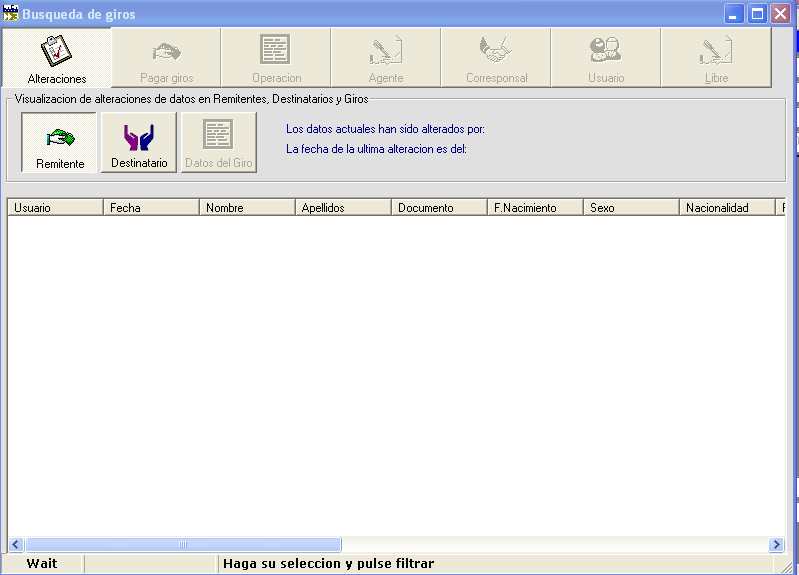 Busqueda de giros
Alteraciones
Pagar giros
Operacion
Agente
Corresponsal
Usuario
Libre
Visualizacion de alteraciones de datos en Remitentes, Destinatarios y Giros
Remitente
Destinatario
Datos del Giro
Los datos actuales han sido alterados por:
La fecha de la ultima alteracion es del:
Usuario Fecha Nombre Apellidos Documento F.Nacimiento Sexo Nacionalidad
Wait
Haga su seleccion y pulse filtrar